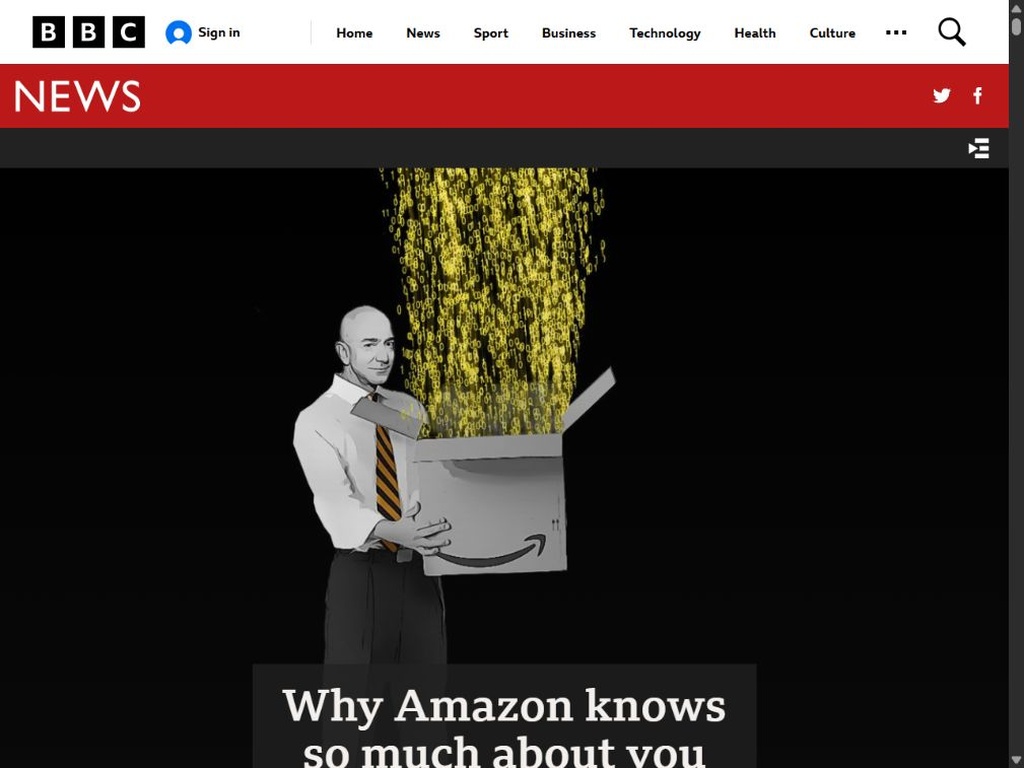 BBC Sign in Home News Sport Business Technology Health Culture
NEWS
Why Amazon knows
so much about you